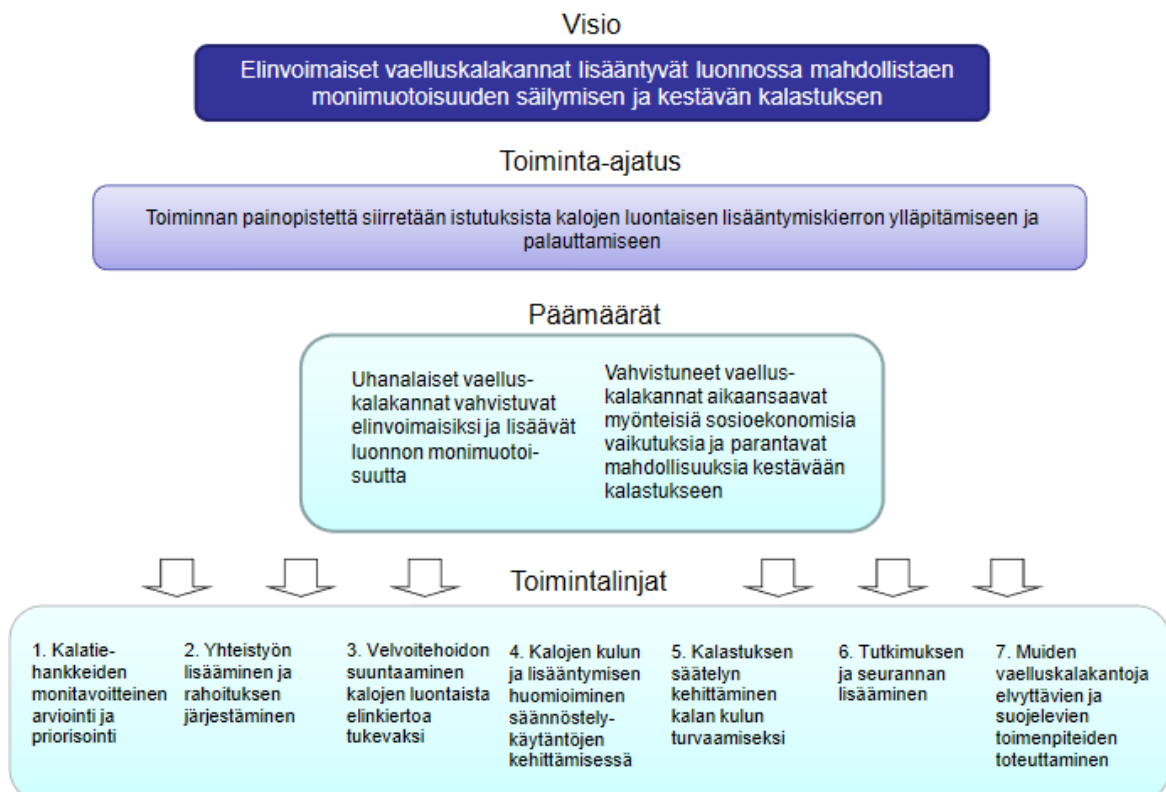 Visio
Elinvoimaiset vaelluskalakannat lisääntyvät luonnossa mahdollistaen
monimuotoisuuden säilymisen ja kestävän kalastuksen
Toiminta-ajatus
Toiminnan painopistettä siirretään istutuksista kalojen luontaisen lisääntymiskierron ylläpitämiseen ja
palauttamiseen
Päämäärät
Uhanalaiset vaellus-
kalakannat vahvistuvat
elinvoimaisiksi ja lisäävät
luonnon monimuotoi-
suutta
Vahvistuneet vaellus-
kalakannat aikaansaavat
myönteisiä sosioekonomisia
vaikutuksia ja parantavat
mahdollisuuksia kestävään
kalastukseen
Toimintalinjat
1. Kalatie-
hankkeiden
monitavoitteinen
arviointi ja
priorisointi
2. Yhteistyön
lisääminen ja
rahoituksen
järjestäminen
3. Velvoitehoidon
suuntaaminen
kalojen luontaista
elinkiertoa
tukevaksi
4. Kalojen kulun
ja lisääntymisen
huomioiminen
säännöstely-
käytäntöjen
kehittämisessä
5. Kalastuksen
säätelyn
kehittäminen
kalan kulun
turvaamiseksi
6. Tutkimuksen
ja seurannan
lisääminen
7. Muiden
vaelluskalakantoja
elvyttävien ja
suojelevien
toimenpiteiden
toteuttaminen